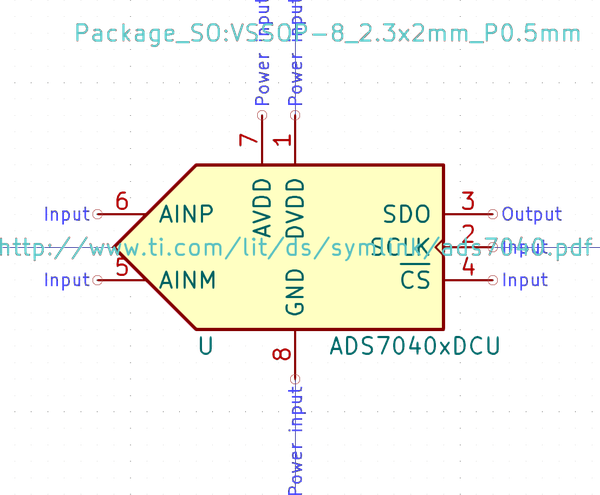 Power input
Power input
Package_SO:VSSOP-8_2.3x2mm_P0.5mm
7
1
Input
6
AINP
AVDD
DVDD
SDO
3
Output
http://www.ti.com/lit/ds/symlink/ads7040.pdf
SCLK
2
Input
Input
5
AINM
GND
CS
4
Input
8
U
ADS7040xDCU
Power input